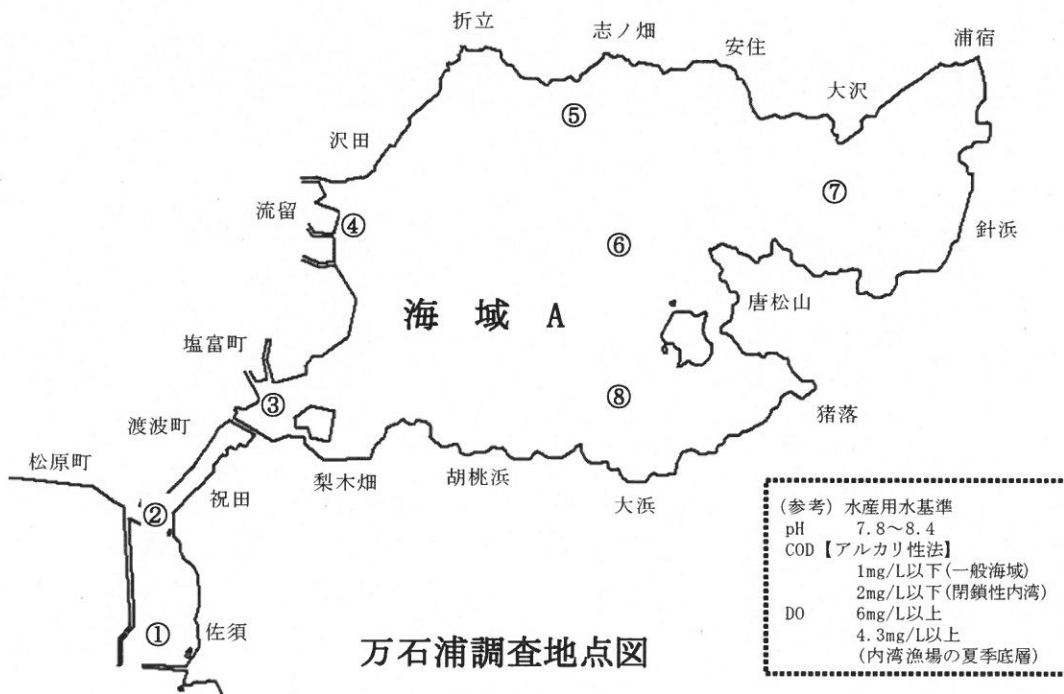 折立
志ノ畑
安住
浦宿
大沢
⑤
沢田
⑦
流留
④
針浜
⑥
唐松山
海 域 A
塩富町
③
⑧
猪落
渡波町
松原町
梨木畑
胡桃浜
大浜
祝田
②
①
佐須
万石浦調査地点図
(参考) 水産用水基準
pH 7.8～8.4
COD【アルカリ性法】
1mg/L以下(一般海域)
2mg/L以下(閉鎖性内湾)
DO 6mg/L以上
4.3mg/L以上
(内湾漁場の夏季底層)